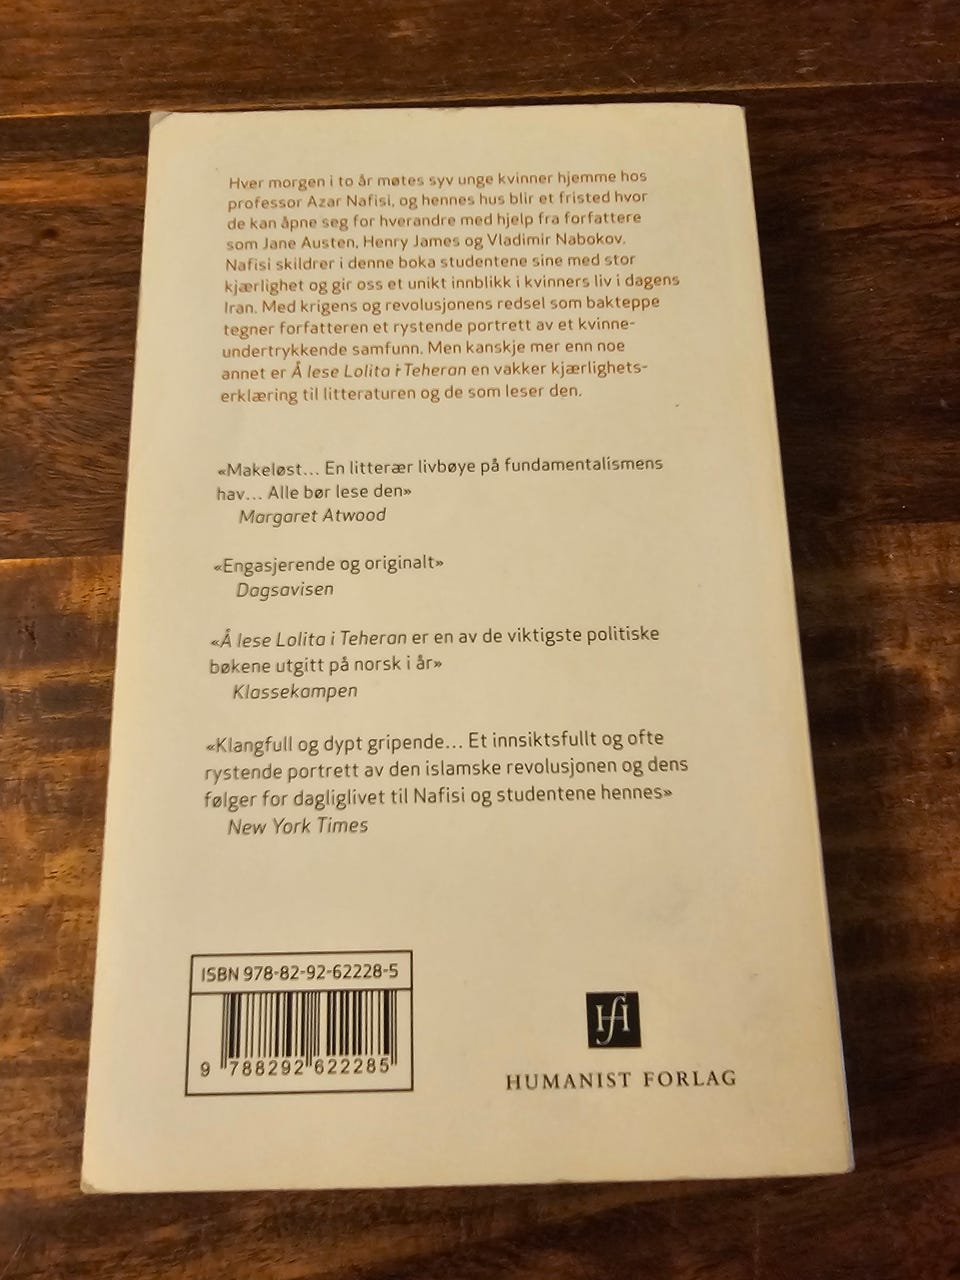 Hver morgen i to år møtes syv unge kvinner hjemme hos
professor Azar Nafisi, og hennes hus blir et fristed hvor
de kan åpne seg for hverandre med hjelp fra forfattere
som Jane Austen, Henry James og Vladimir Nabokov.
Nafisi skildrer i denne boka studentene sine med stor
kjærlighet og gir oss et unikt innblikk i kvinners liv i dagens
Iran. Med krigens og revolusjonens redsel som bakteppe
tegner forfatteren et rystende portrett av et kvinne-
undertrykkende samfunn. Men kanskje mer enn noe
annet er Å lese Lolita i Teheran en vakker kjærlighets-
erklæring til litteraturen og de som leser den.
«Makeløst... En litterær livbøye på fundamentalismens
hav... Alle bør lese den»
Margaret Atwood
«Engasjerende og originalt»
Dagsavisen
«Å lese Lolita i Teheran er en av de viktigste politiske
bøkene utgitt på norsk i år»
Klassekampen
«Klangfull og dypt gripende... Et innsiktsfullt og ofte
rystende portrett av den islamske revolusjonen og dens
følger for dagliglivet til Nafisi og studentene hennes»
New York Times
ISBN 978-82-92-62228-5
9 788292 622285
Hf
HUMANIST FORLAG